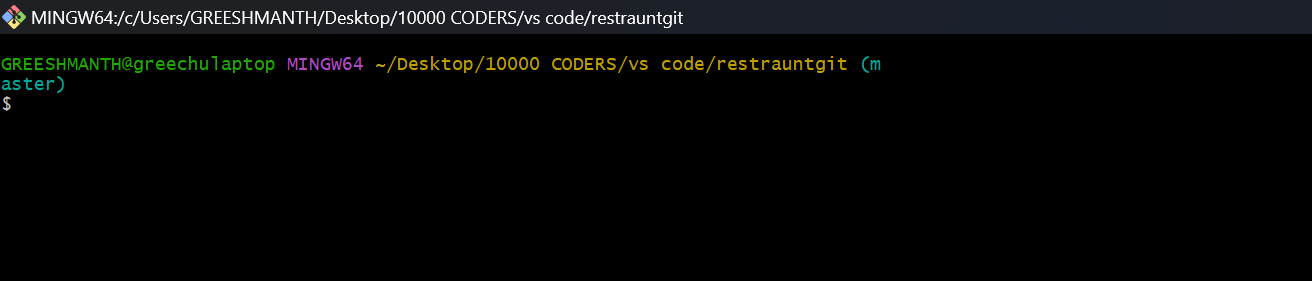 MINGW64:/c/Users/GREESHMANTH/Desktop/10000 CODERS/vs code/restrauntgit
GREESHMANTH@greechulaptop MINGW64 ~/Desktop/10000 CODERS/vs code/restrauntgit (m
aster)
$